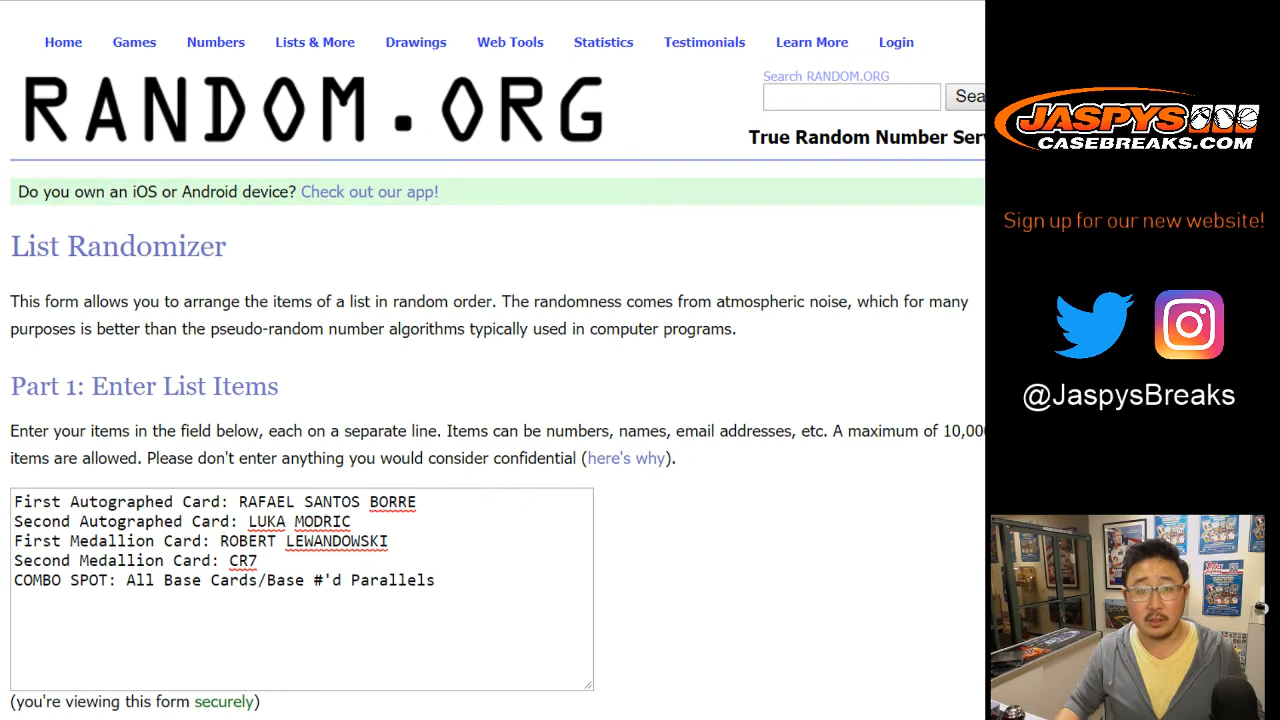 Home Games Numbers Lists & More Drawings Web Tools Statistics Testimonials Learn More Login
RANDOM.ORG
Search RANDOM.ORG
Sea
True Random Number Ser
Do you own an iOS or Android device? Check out our app!
List Randomizer
This form allows you to arrange the items of a list in random order. The randomness comes from atmospheric noise, which for many
purposes is better than the pseudo-random number algorithms typically used in computer programs.
Part 1: Enter List Items
Enter your items in the field below, each on a separate line. Items can be numbers, names, email addresses, etc. A maximum of 10,000
items are allowed. Please don't enter anything you would consider confidential (here's why).
First Autographed Card: RAFAEL SANTOS BORRE
Second Autographed Card: LUKA MODRIC
First Medallion Card: ROBERT LEWANDOWSKI
Second Medallion Card: CR7
COMBO SPOT: All Base Cards/Base #'d Parallels
(you're viewing this form securely)
JASPYS
CASEBREAKS.COM
Sign up for our new website!
@JaspysBreaks